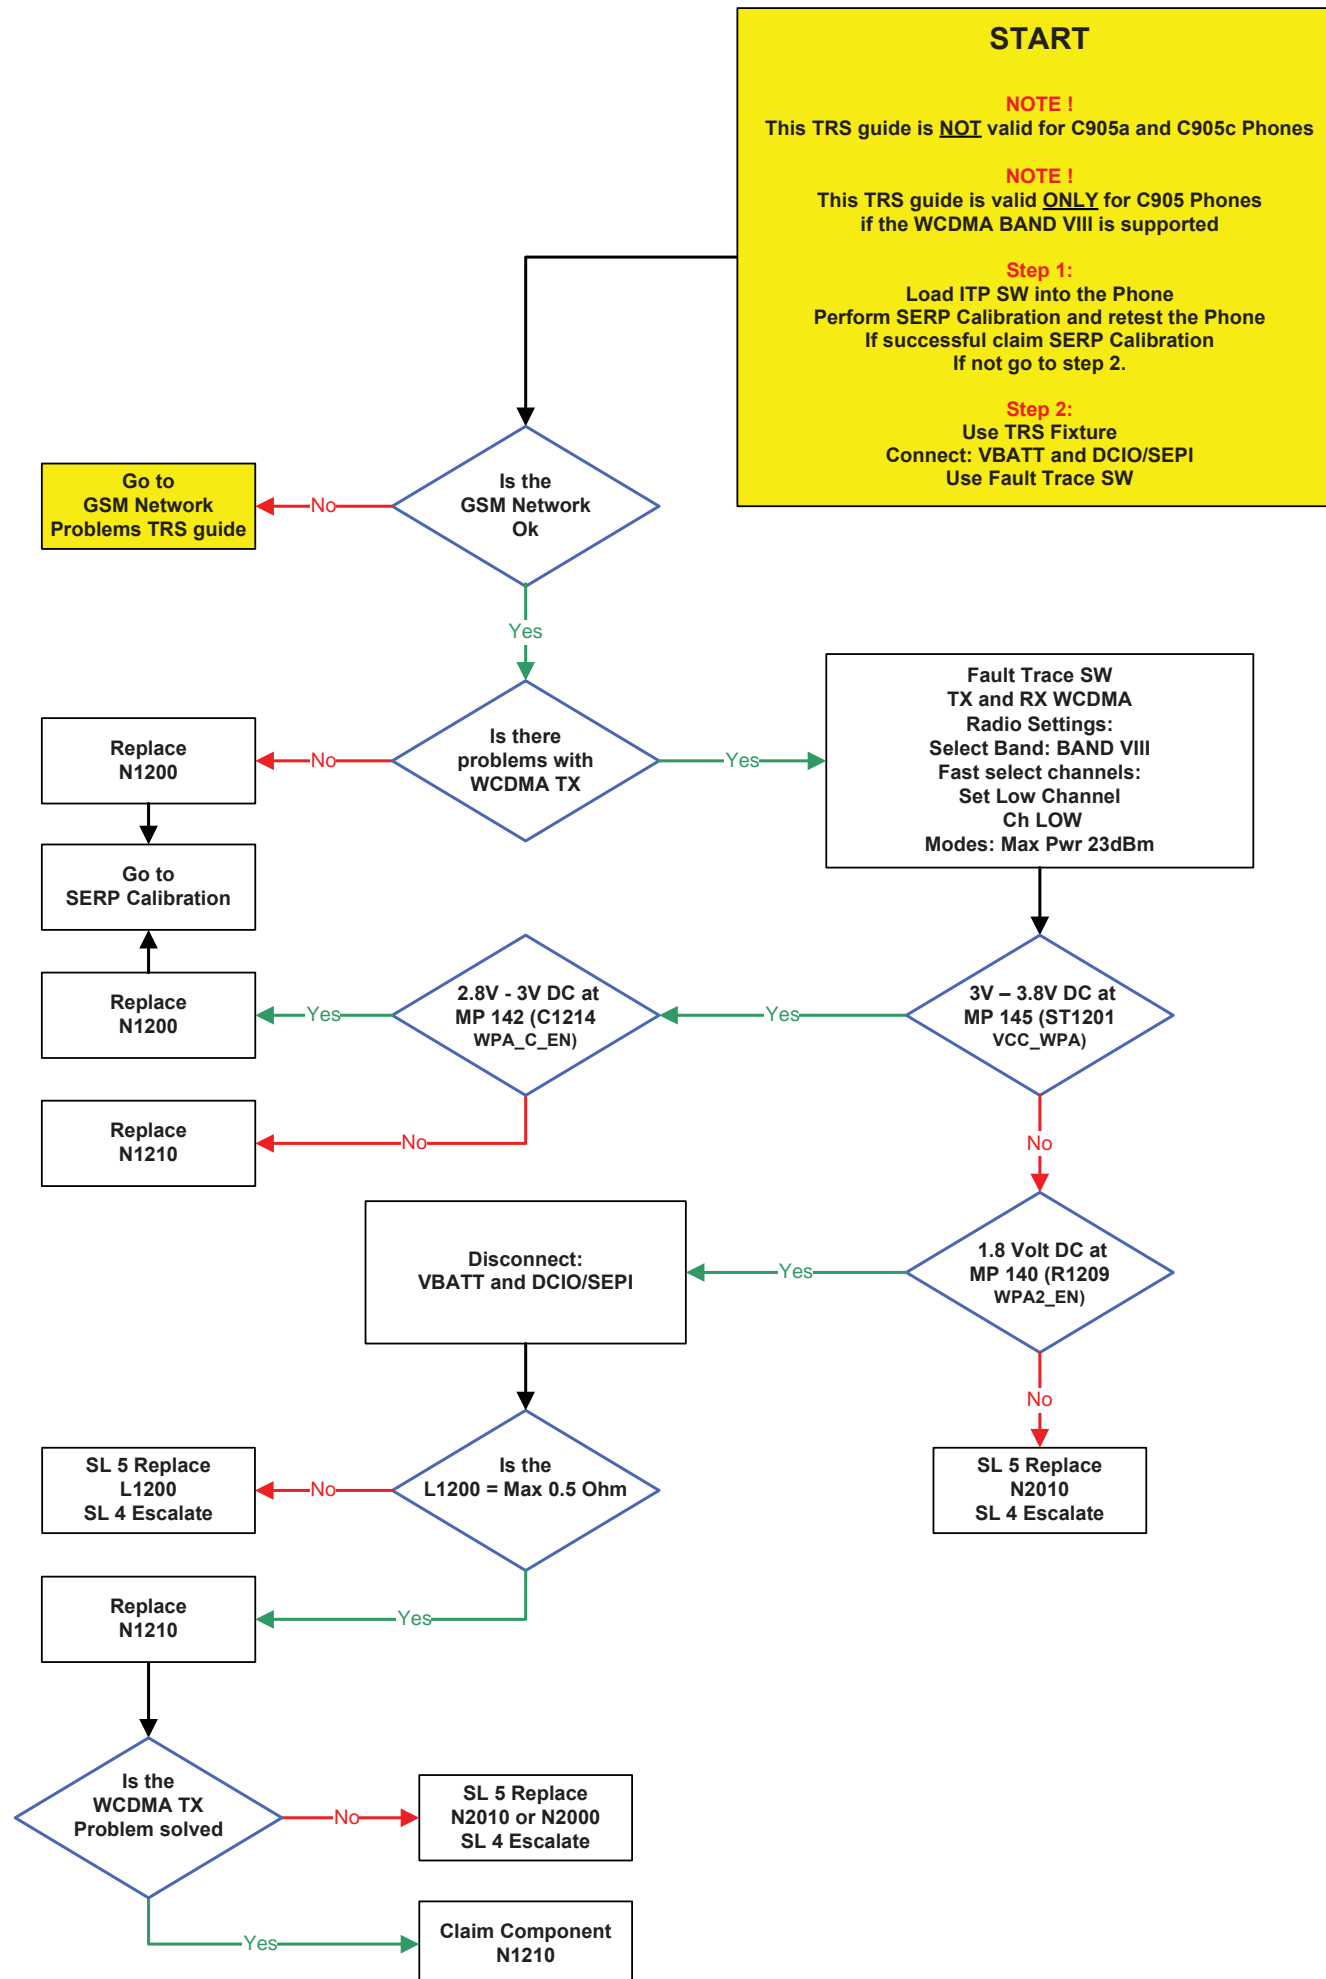 START
NOTE !
This TRS guide is NOT valid for C905a and C905c Phones
NOTE !
This TRS guide is valid ONLY for C905 Phones
if the WCDMA BAND VIII is supported
Step 1:
Load ITP SW into the Phone
Perform SERP Calibration and retest the Phone
If successful claim SERP Calibration
If not go to step 2.
Step 2:
Use TRS Fixture
Connect: VBATT and DCIO/SEPI
Use Fault Trace SW
Is the
GSM Network
Ok
No
Go to
GSM Network
Problems TRS guide
Yes
Is there
problems with
WCDMA TX
No
Replace
N1200
Go to
SERP Calibration
Yes
Fault Trace SW
TX and RX WCDMA
Radio Settings:
Select Band: BAND VIII
Fast select channels:
Set Low Channel
Ch LOW
Modes: Max Pwr 23dBm
3V – 3.8V DC at
MP 145 (ST1201
VCC_WPA)
Yes
2.8V - 3V DC at
MP 142 (C1214
WPA_C_EN)
Yes
Replace
N1200
No
Replace
N1210
No
1.8 Volt DC at
MP 140 (R1209
WPA2_EN)
Yes
Disconnect:
VBATT and DCIO/SEPI
No
SL 5 Replace
N2010
SL 4 Escalate
Is the
L1200 = Max 0.5 Ohm
No
SL 5 Replace
L1200
SL 4 Escalate
Yes
Replace
N1210
Is the
WCDMA TX
Problem solved
No
SL 5 Replace
N2010 or N2000
SL 4 Escalate
Yes
Claim Component
N1210